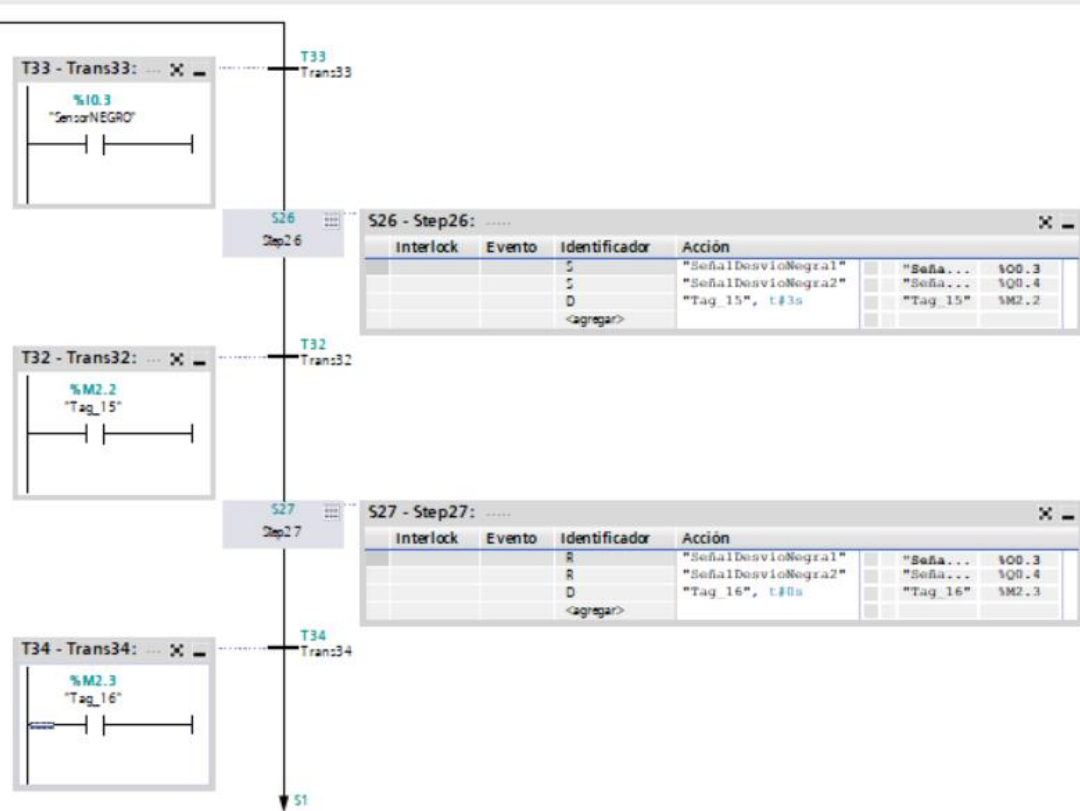 T33
Trans33
T33 - Trans33: ...
%I0.3
"SensorNEGRO"
S26
Step26
S26 - Step26: .....
Interlock Evento Identificador Acción
S "SeñalDesvioNegra1" "Seña... %Q0.3
S "SeñalDesvioNegra2" "Seña... %Q0.4
D "Tag_15", t#3s "Tag_15" %M2.2
<agregar>
T32
Trans32
T32 - Trans32: ...
%M2.2
"Tag_15"
S27
Step27
S27 - Step27: .....
Interlock Evento Identificador Acción
R "SeñalDesvioNegra1" "Seña... %Q0.3
R "SeñalDesvioNegra2" "Seña... %Q0.4
D "Tag_16", t#0s "Tag_16" %M2.3
<agregar>
T34
Trans34
T34 - Trans34: ...
%M2.3
"Tag_16"
S1